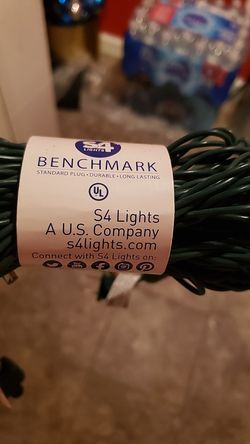 S4
LIGHTS
BENCHMARK
STANDARD PLUG • DURABLE • LONG LASTING
UL
S4 Lights
A U.S. Company
s4lights.com
Connect with S4 Lights on: